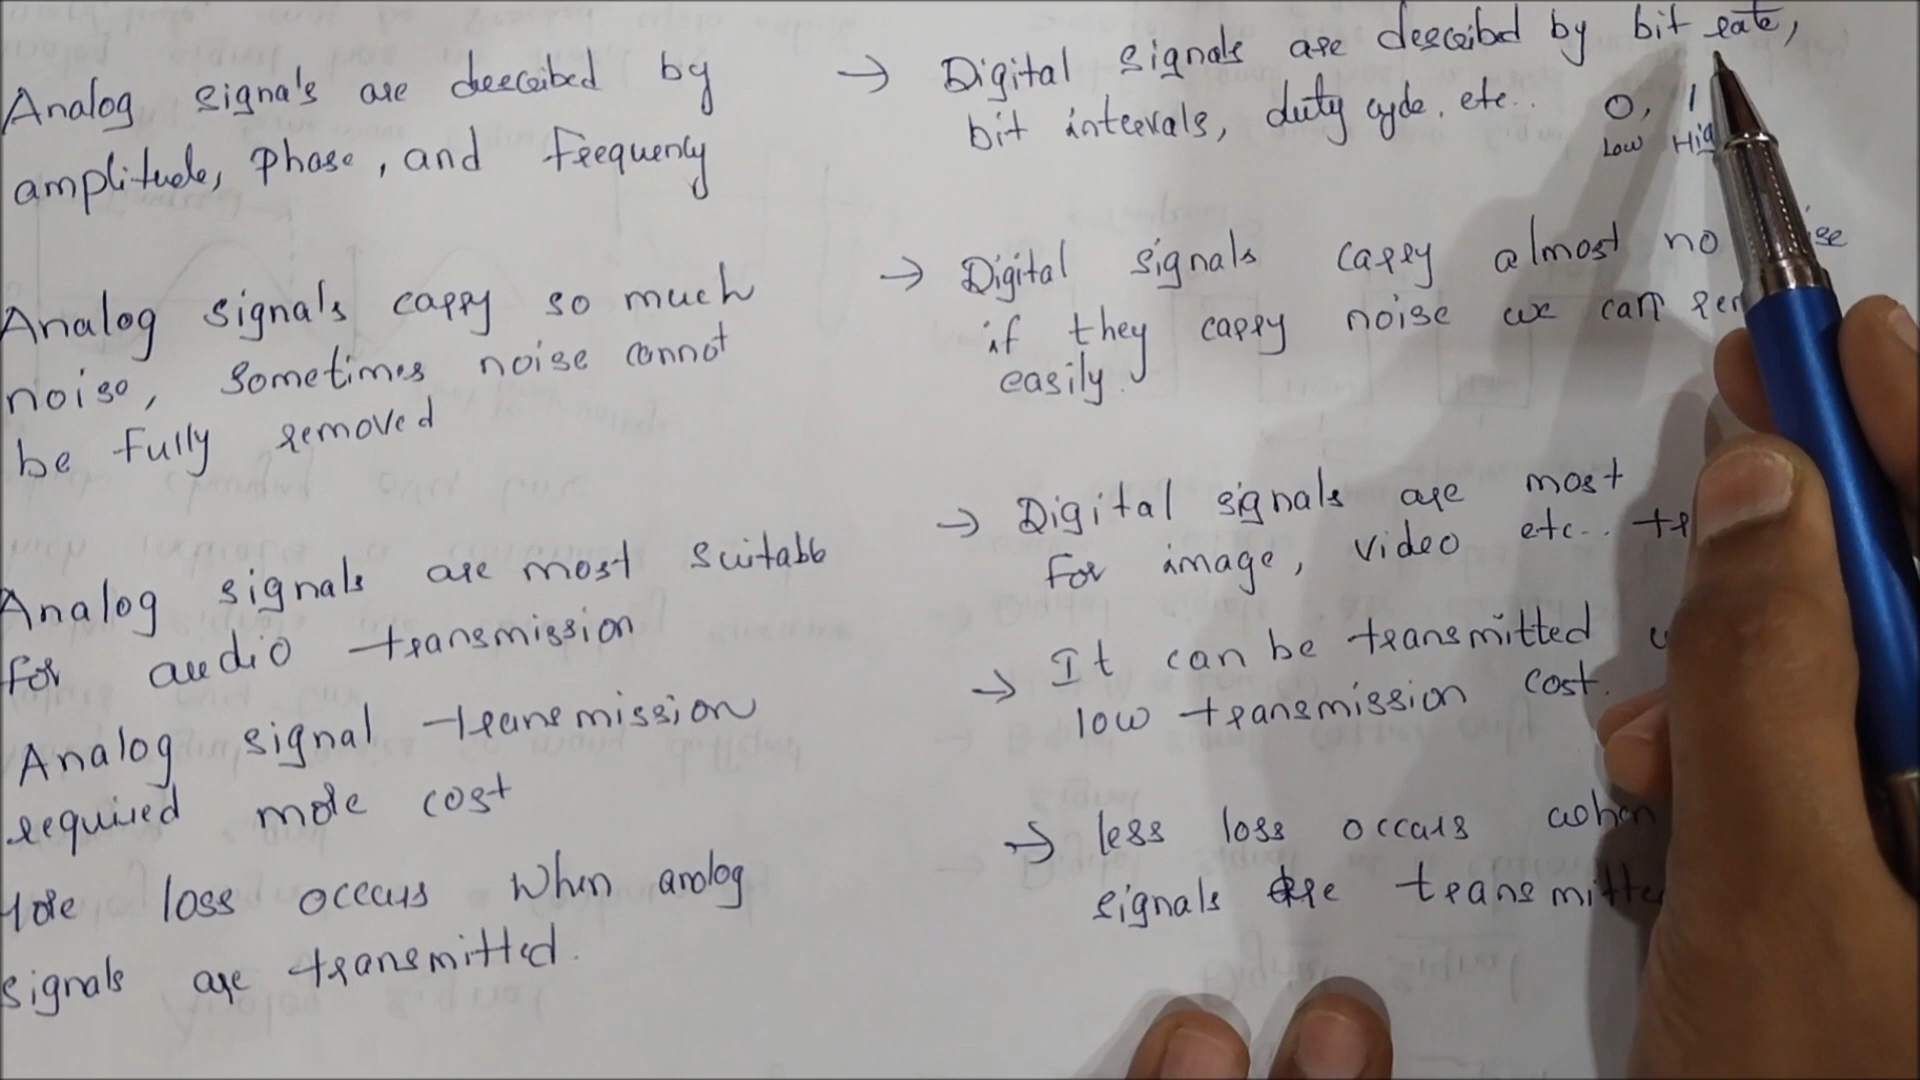 Analog signals are described by
amplitude, Phase, and frequency
Analog signals carry so much
noise, sometimes noise cannot
be fully removed
Analog signals are most suitable
for audio transmission
Analog signal transmission
required more cost
loss occurs when analog
signals are transmitted.
→ Digital signals are described by bit rate,
bit intervals, duty cycle. etc.. 0, 1
Low
→ Digital signals carry almost no
if they carry noise we can
easily.
→ Digital signals are most
for image, video etc..
→ It can be transmitted
low transmission cost.
→ less loss occurs when
signals are